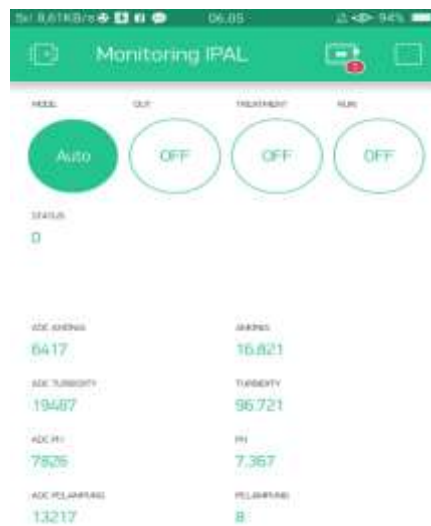 06.05 94%
Monitoring IPAL
MODE OUT TREATMENT RUN
Auto OFF OFF OFF
STATUS
0
ADC AMONIA AMONIA
6417 16.821
ADC TURBIDITY TURBIDITY
19487 96.721
ADC PH PH
7826 7.367
ADC PELAMPUNG PELAMPUNG
13217 8